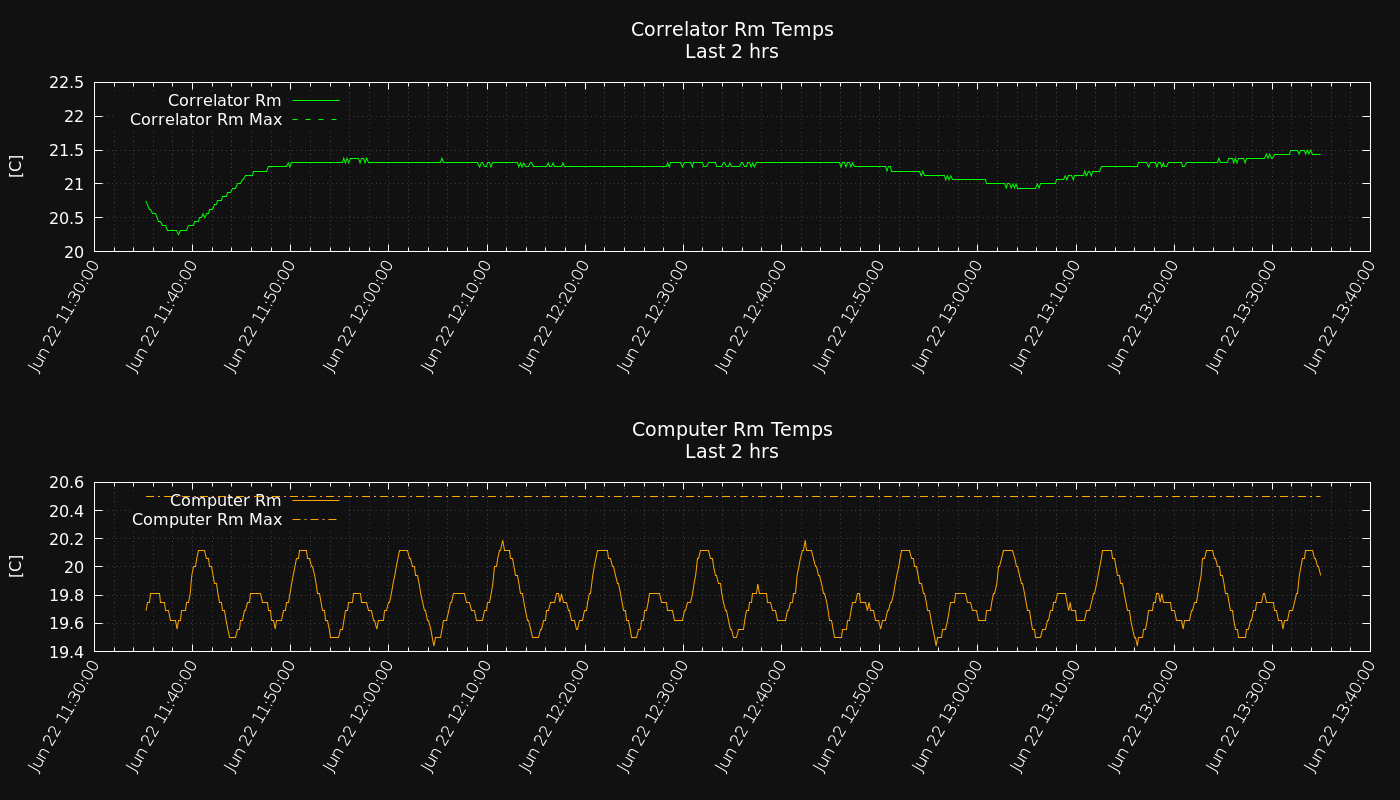 Correlator Rm Temps
Last 2 hrs
22.5
22
21.5
21
20.5
20
[C]
Correlator Rm
Correlator Rm Max
Jun 22 11:30:00
Jun 22 11:40:00
Jun 22 11:50:00
Jun 22 12:00:00
Jun 22 12:10:00
Jun 22 12:20:00
Jun 22 12:30:00
Jun 22 12:40:00
Jun 22 12:50:00
Jun 22 13:00:00
Jun 22 13:10:00
Jun 22 13:20:00
Jun 22 13:30:00
Jun 22 13:40:00
Computer Rm Temps
Last 2 hrs
20.6
20.4
20.2
20
19.8
19.6
19.4
[C]
Computer Rm
Computer Rm Max
Jun 22 11:30:00
Jun 22 11:40:00
Jun 22 11:50:00
Jun 22 12:00:00
Jun 22 12:10:00
Jun 22 12:20:00
Jun 22 12:30:00
Jun 22 12:40:00
Jun 22 12:50:00
Jun 22 13:00:00
Jun 22 13:10:00
Jun 22 13:20:00
Jun 22 13:30:00
Jun 22 13:40:00